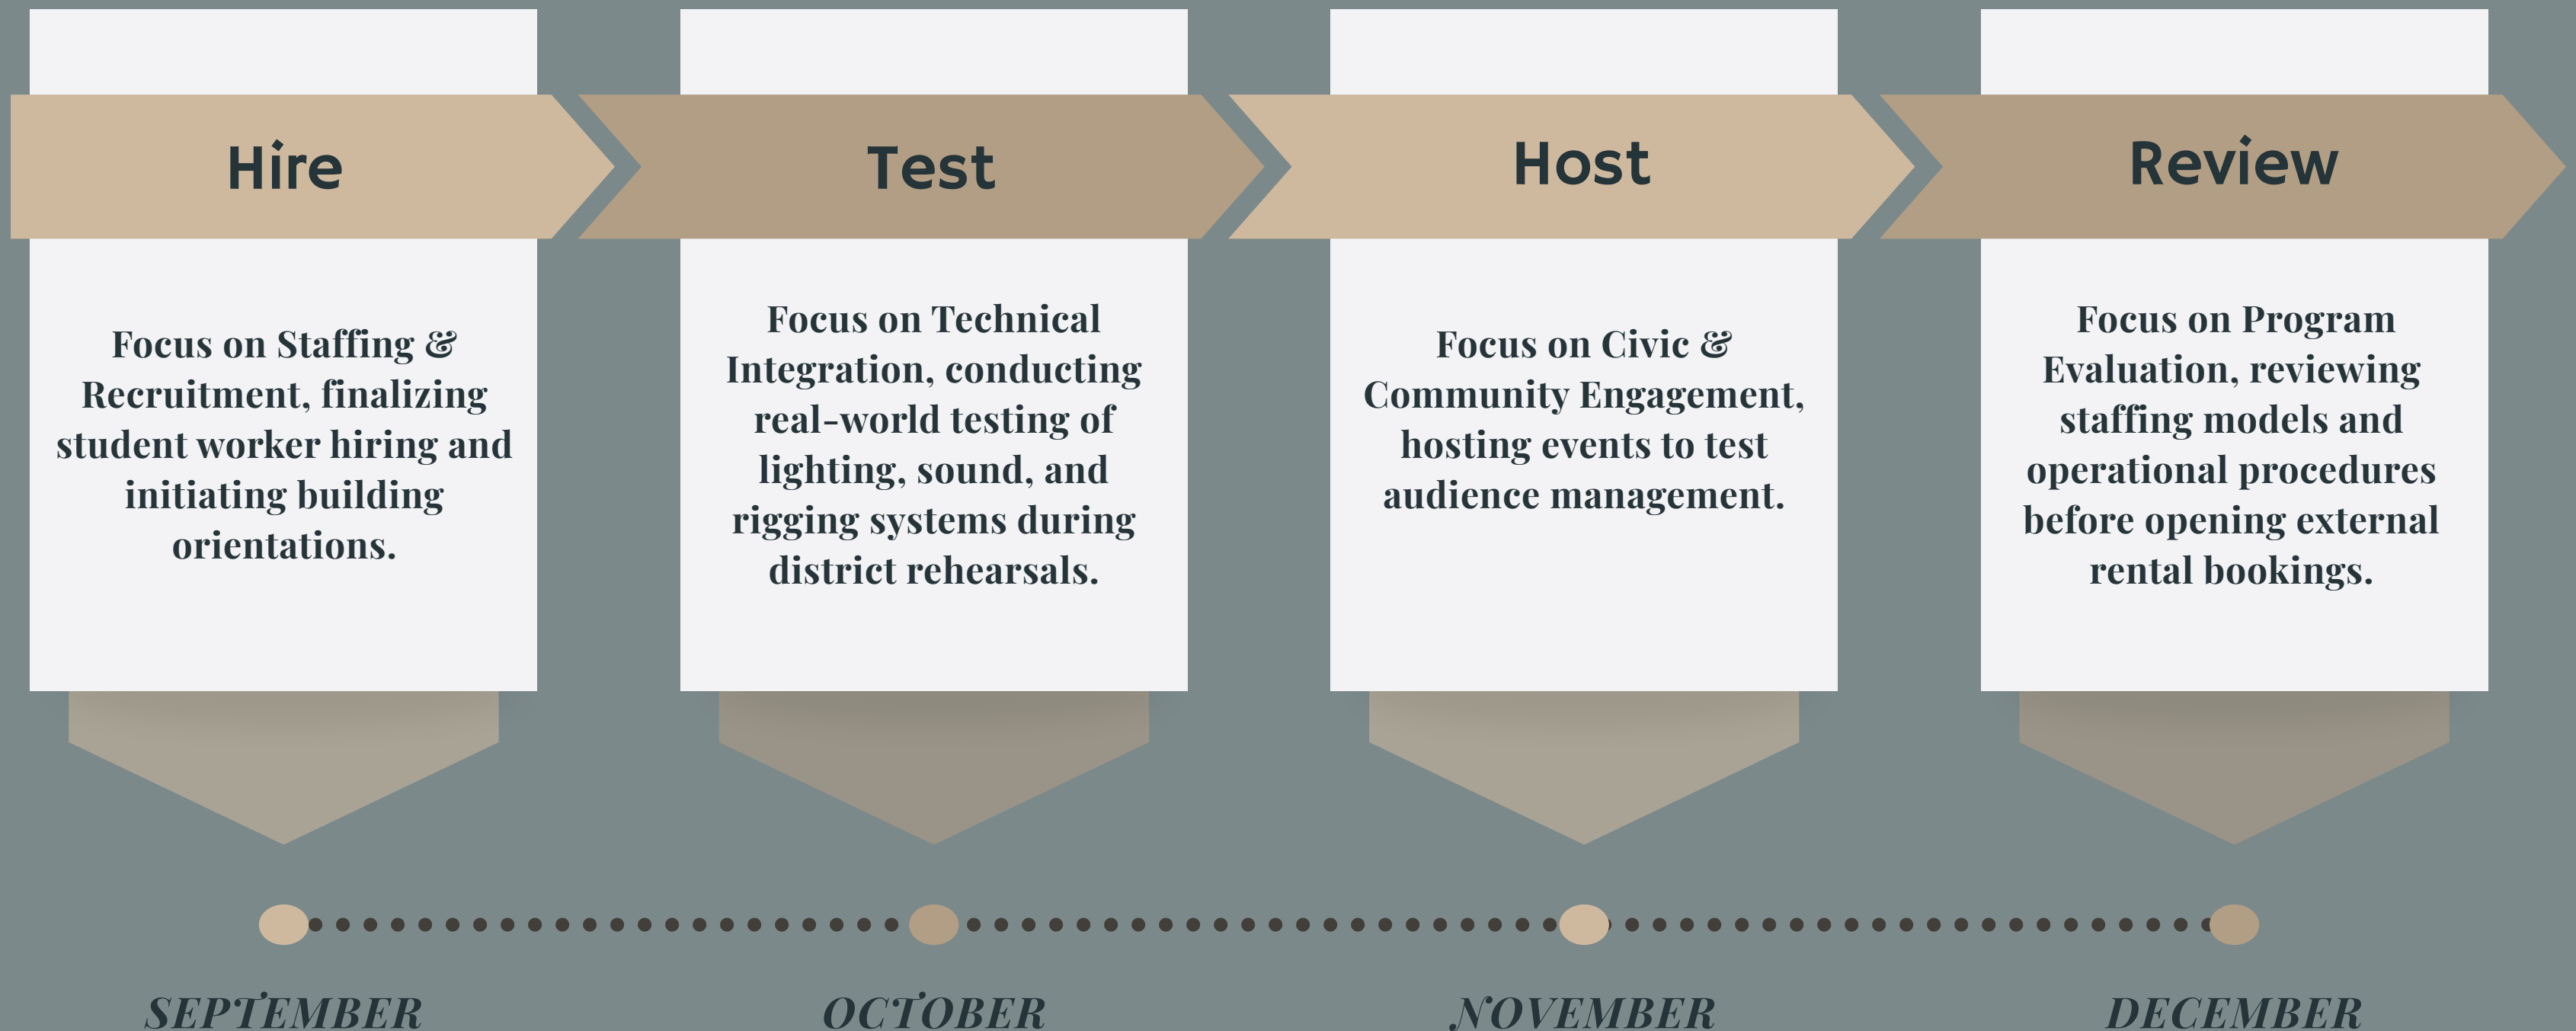 Hire
Focus on Staffing &
Recruitment, finalizing
student worker hiring and
initiating building
orientations.
SEPTEMBER
Test
Focus on Technical
Integration, conducting
real-world testing of
lighting, sound, and
rigging systems during
district rehearsals.
OCTOBER
Host
Focus on Civic &
Community Engagement,
hosting events to test
audience management.
NOVEMBER
Review
Focus on Program
Evaluation, reviewing
staffing models and
operational procedures
before opening external
rental bookings.
DECEMBER